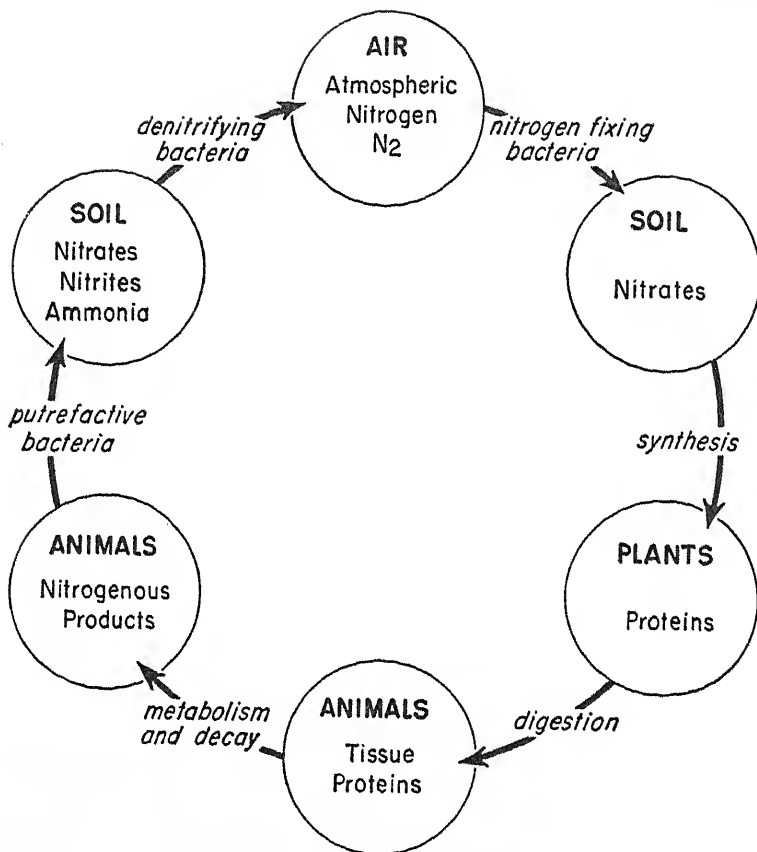 AIR
Atmospheric
Nitrogen
N2
nitrogen fixing
bacteria
SOIL
Nitrates
synthesis
PLANTS
Proteins
digestion
ANIMALS
Tissue
Proteins
metabolism
and decay
ANIMALS
Nitrogenous
Products
putrefactive
bacteria
SOIL
Nitrates
Nitrites
Ammonia
denitrifying
bacteria